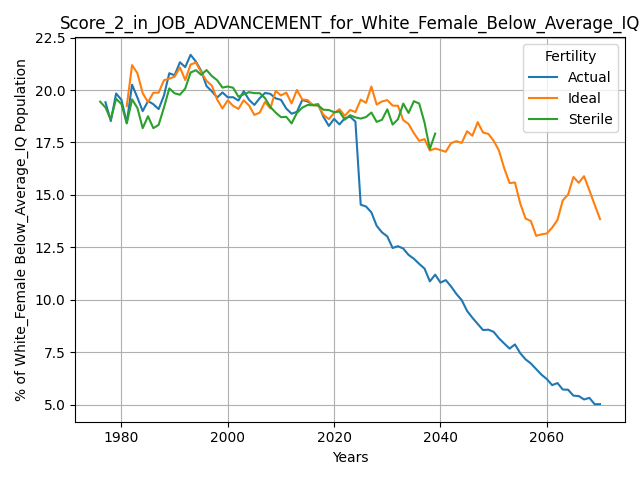 Score_2_in_JOB_ADVANCEMENT_for_White_Female_Below_Average_IQ
% of White_Female Below_Average_IQ Population
22.5
20.0
17.5
15.0
12.5
10.0
7.5
5.0
Fertility
Actual
Ideal
Sterile
1980
2000
2020
2040
2060
Years